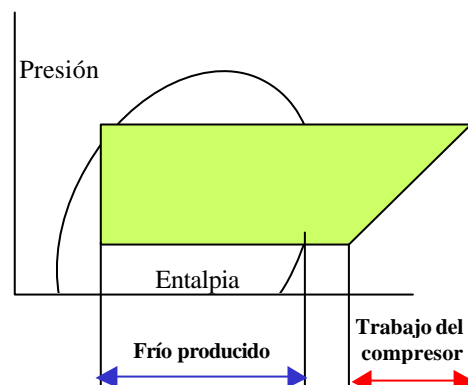 Presión
Entalpia
Frío producido
Trabajo del
compresor